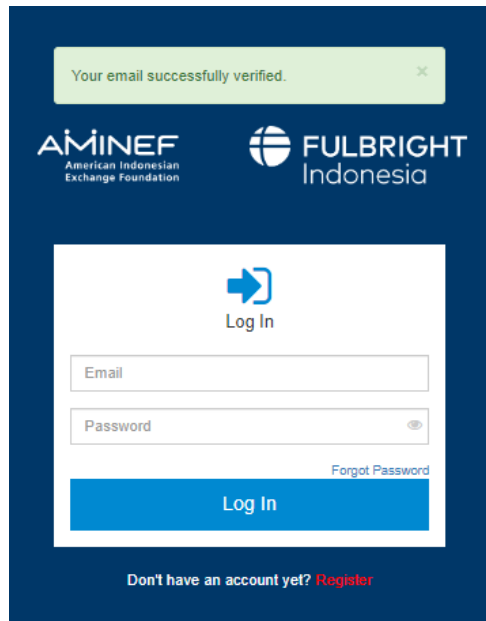 Your email successfully verified.
×
AMINEF
American Indonesian
Exchange Foundation
FULBRIGHT
Indonesia
Log In
Email
Password
Forgot Password
Log In
Don't have an account yet? Register